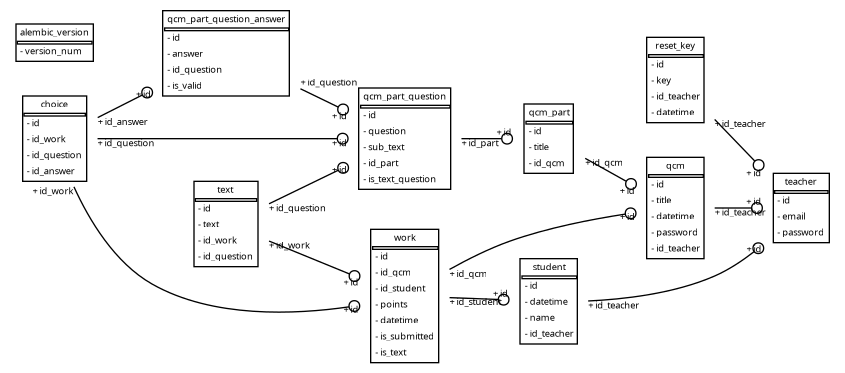 alembic_version
- version_num
qcm_part_question_answer
- id
- answer
- id_question
- is_valid
choice
- id
- id_work
- id_question
- id_answer
+ id
+ id_answer
+ id_question
+ id_work
+ id_question
+ id
+ id
+ id
qcm_part_question
- id
- question
- sub_text
- id_part
- is_text_question
text
- id
- text
- id_work
- id_question
+ id_question
+ id_work
+ id
+ id
work
- id
- id_qcm
- id_student
- points
- datetime
- is_submitted
- is_text
+ id_part
+ id
qcm_part
- id
- title
- id_qcm
+ id_qcm
+ id
+ id
+ id_qcm
+ id_student
+ id
student
- id
- datetime
- name
- id_teacher
+ id_teacher
reset_key
- id
- key
- id_teacher
- datetime
+ id_teacher
+ id
qcm
- id
- title
- datetime
- password
- id_teacher
+ id_teacher
+ id
+ id
teacher
- id
- email
- password